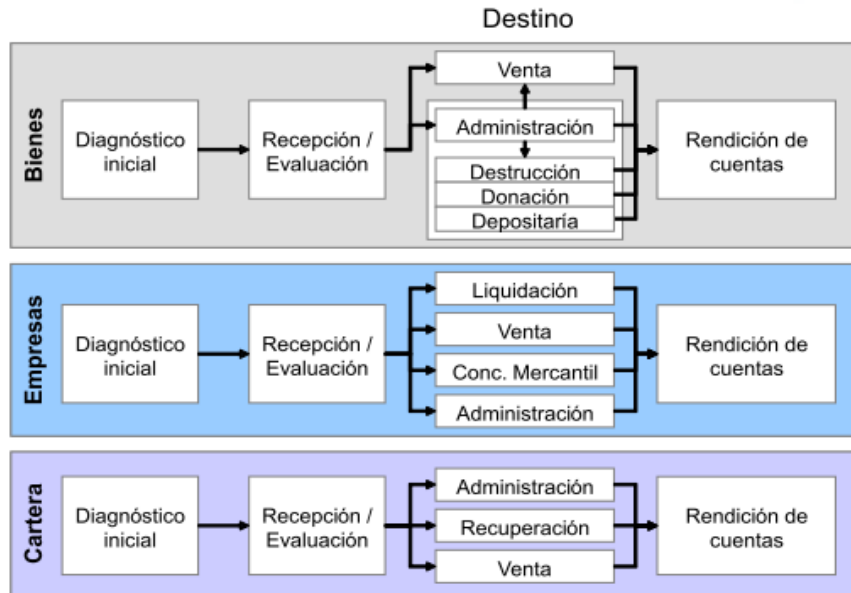 Destino
Bienes
Diagnóstico
inicial
Recepción /
Evaluación
Venta
Administración
Destrucción
Donación
Depositaría
Rendición de
cuentas
Empresas
Diagnóstico
inicial
Recepción /
Evaluación
Liquidación
Venta
Conc. Mercantil
Administración
Rendición de
cuentas
Cartera
Diagnóstico
inicial
Recepción /
Evaluación
Administración
Recuperación
Venta
Rendición de
cuentas